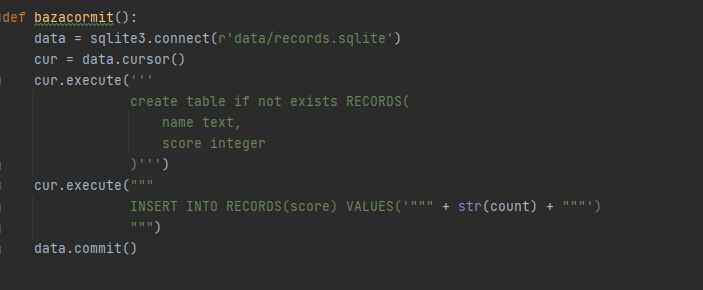 def bazacormit():
    data = sqlite3.connect(r'data/records.sqlite')
    cur = data.cursor()
    cur.execute('''
                create table if not exists RECORDS(
                    name text,
                    score integer
                )''')
    cur.execute("""
                INSERT INTO RECORDS(score) VALUES('""" + str(count) + """')
                """)
    data.commit()